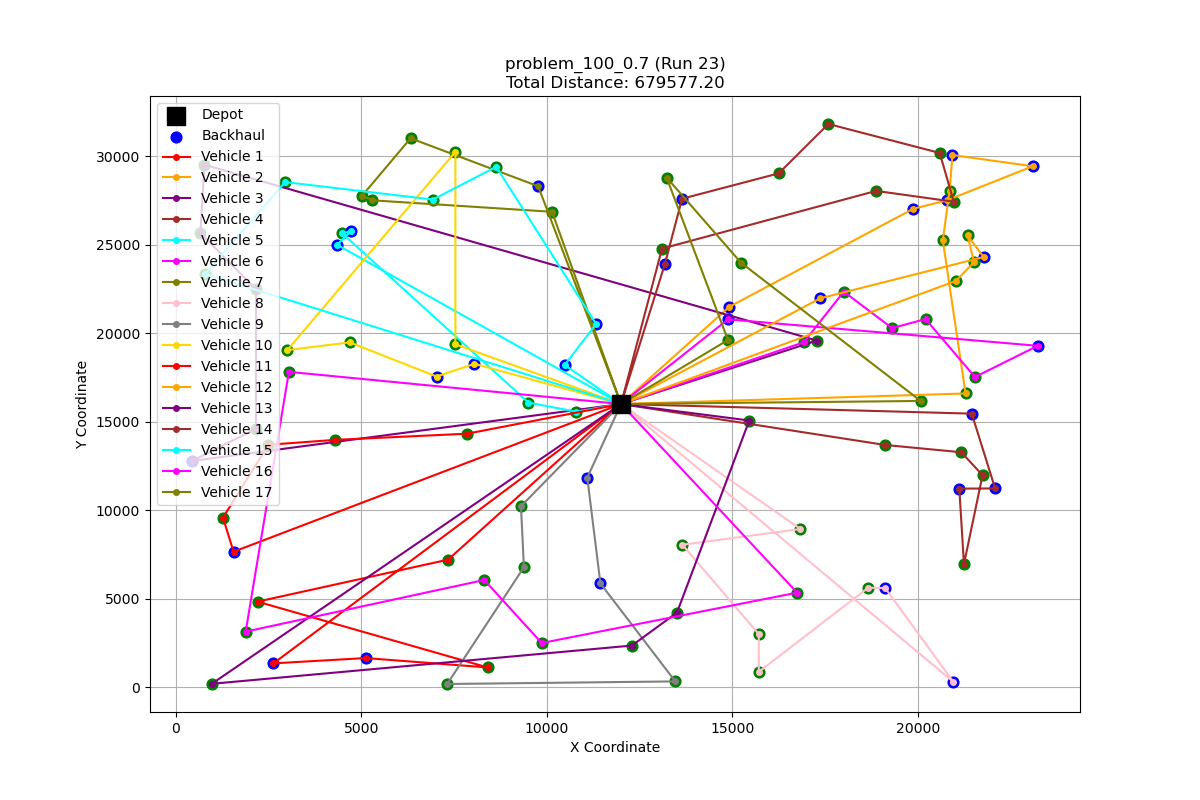 problem_100_0.7 (Run 23)
Total Distance: 679577.20
Depot
Backhaul
Vehicle 1
Vehicle 2
Vehicle 3
Vehicle 4
Vehicle 5
Vehicle 6
Vehicle 7
Vehicle 8
Vehicle 9
Vehicle 10
Vehicle 11
Vehicle 12
Vehicle 13
Vehicle 14
Vehicle 15
Vehicle 16
Vehicle 17
30000
25000
20000
15000
10000
5000
0
Y Coordinate
0 5000 10000 15000 20000
X Coordinate